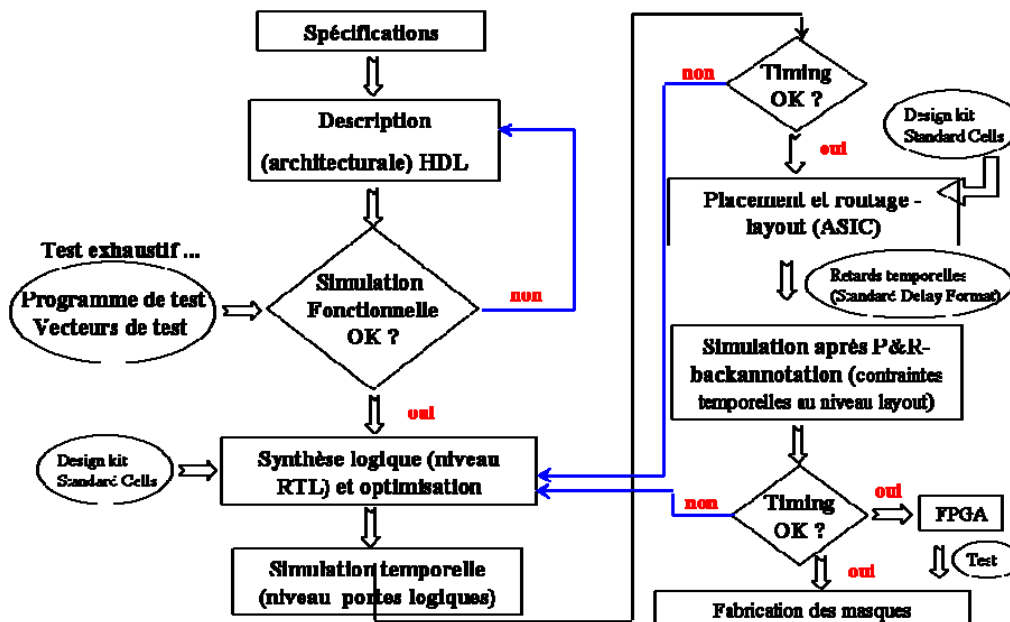 Spécifications
Description
(architecturale) HDL
Test exhaustif ...
Programme de test
Vecteurs de test
Simulation
Fonctionnelle
OK ?
non
oui
Design kit
Standard Cells
Synthèse logique (niveau
RTL) et optimisation
Simulation temporelle
(niveau portes logiques)
non
Timing
OK ?
oui
Design kit
Standard Cells
Placement et routage -
layout (ASIC)
Retards temporelles
(Standard Delay Format)
Simulation après P&R-
backannotation (contraintes
temporelles au niveau layout)
non
Timing
OK ?
oui
FPGA
oui
Test
Fabrication des masques